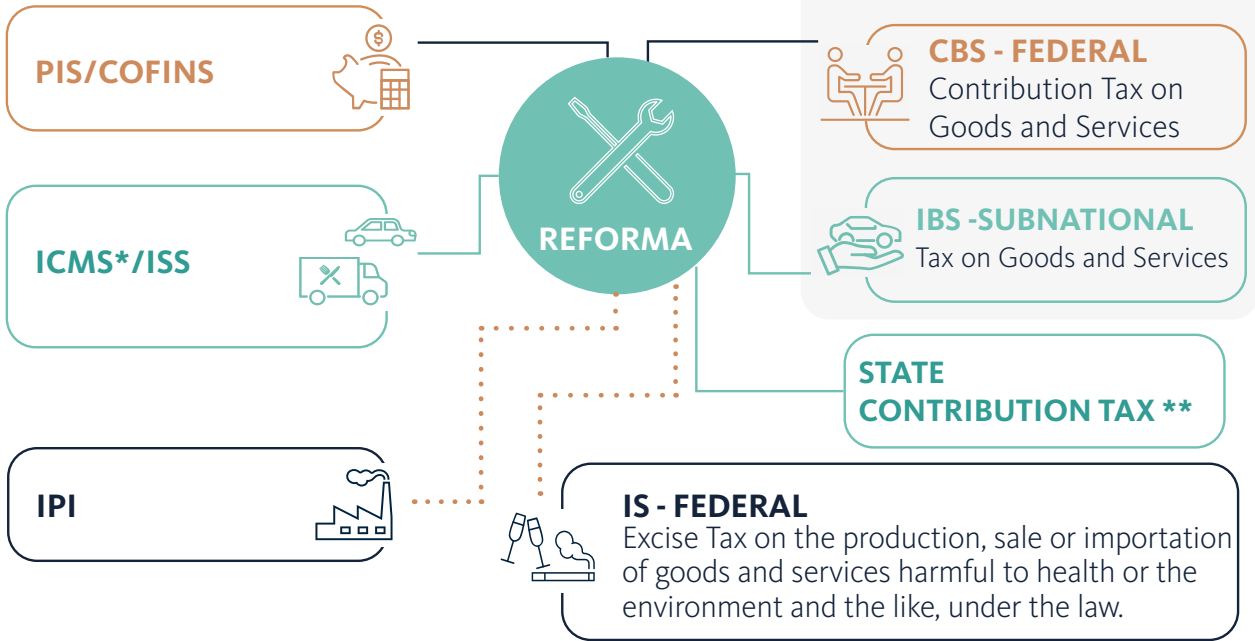 PIS/COFINS
$
CBS - FEDERAL
Contribution Tax on
Goods and Services
REFORMA
ICMS*/ISS
IBS -SUBNATIONAL
Tax on Goods and Services
STATE
CONTRIBUTION TAX **
IPI
IS - FEDERAL
Excise Tax on the production, sale or importation
of goods and services harmful to health or the
environment and the like, under the law.